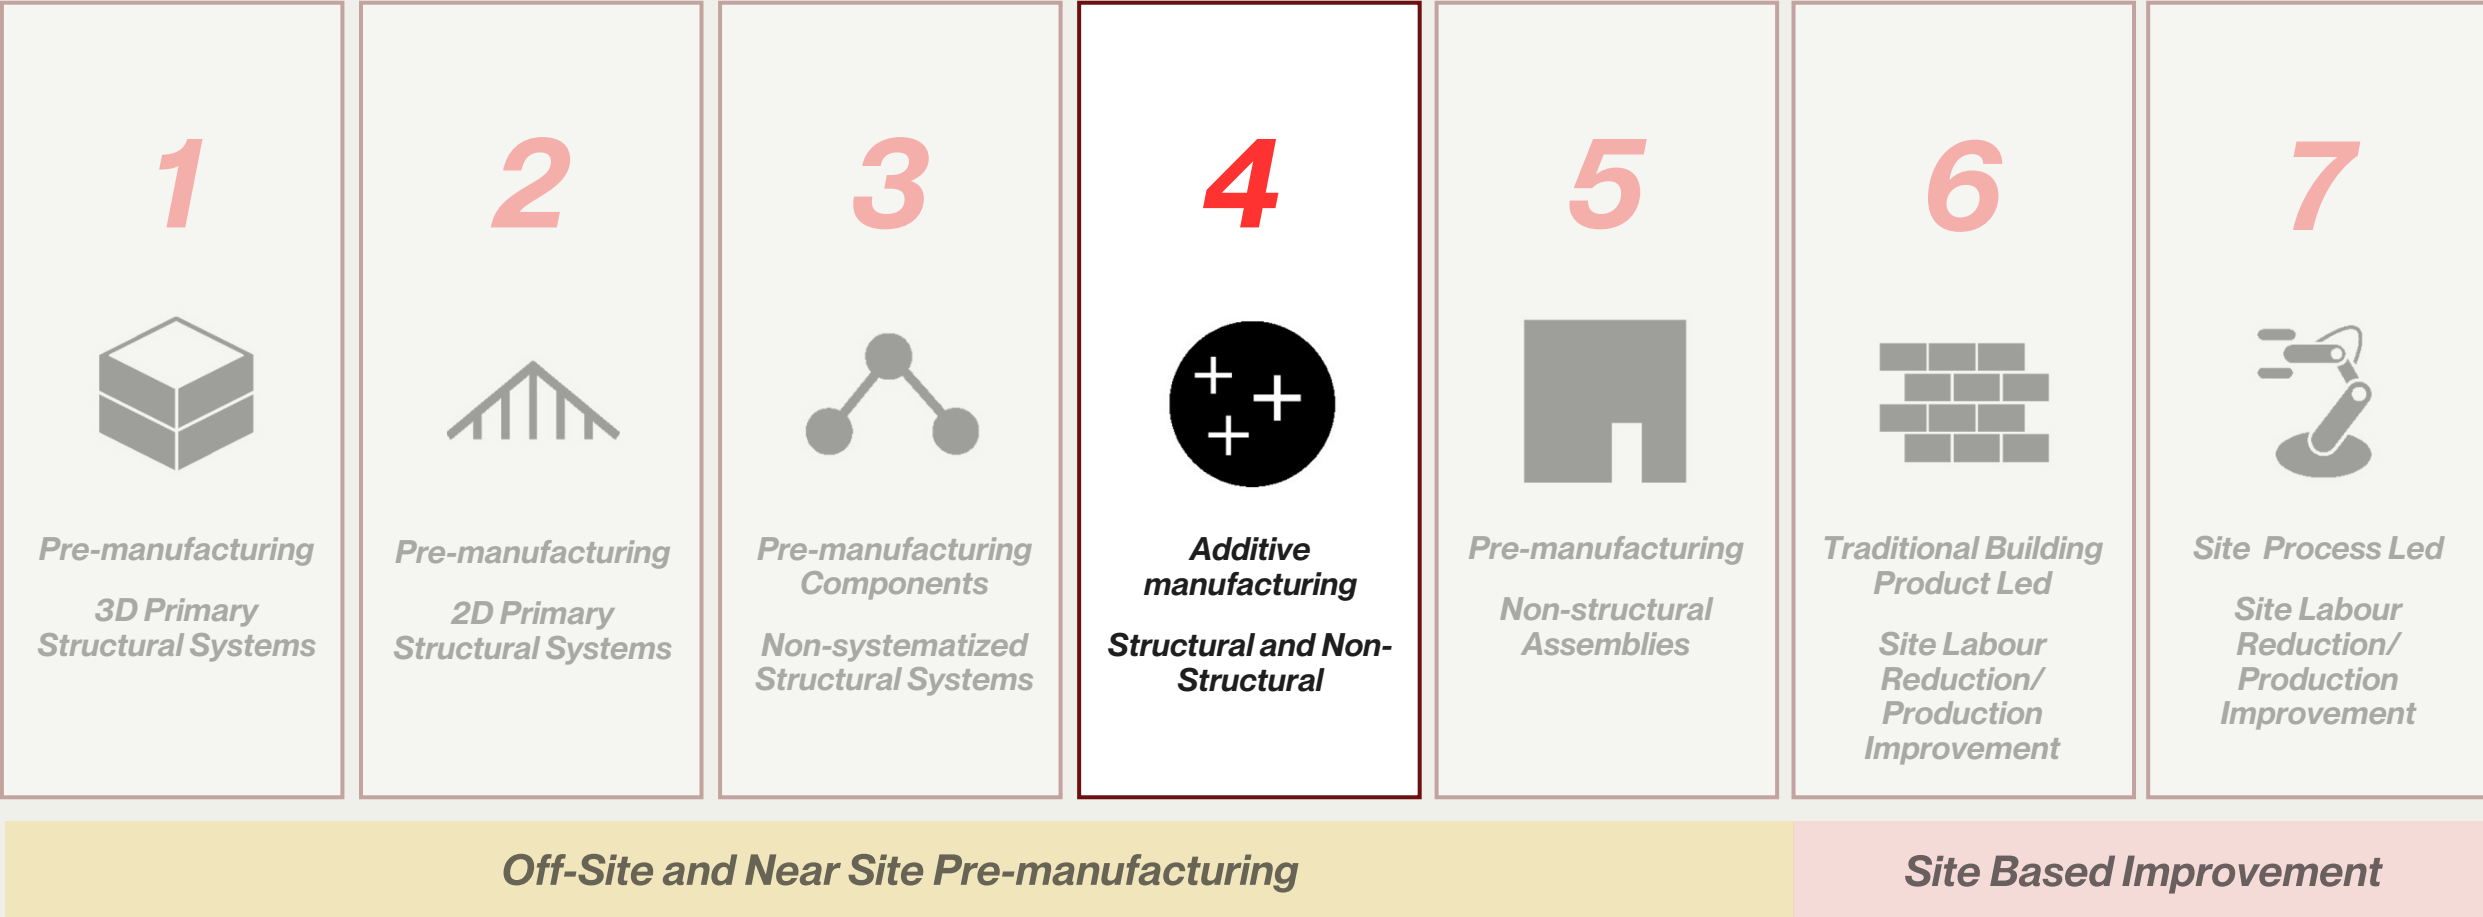 1
Pre-manufacturing
3D Primary
Structural Systems
2
Pre-manufacturing
2D Primary
Structural Systems
3
Pre-manufacturing
Components
Non-systematized
Structural Systems
4
Additive
manufacturing
Structural and Non-
Structural
5
Pre-manufacturing
Non-structural
Assemblies
6
Traditional Building
Product Led
Site Labour
Reduction/
Production
Improvement
7
Site Process Led
Site Labour
Reduction/
Production
Improvement
Off-Site and Near Site Pre-manufacturing
Site Based Improvement